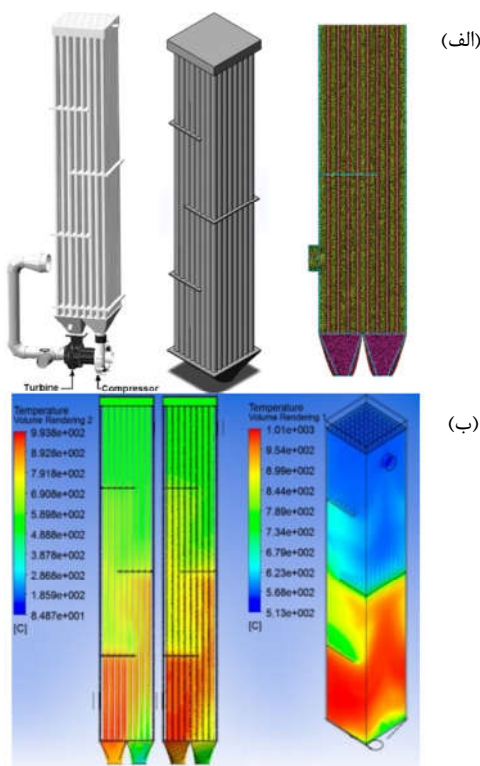 (الف)
Turbine
Compressor
(ب)
Temperature
Volume Rendering 2
9.938e+002
8.928e+002
7.918e+002
6.908e+002
5.898e+002
4.888e+002
3.878e+002
2.868e+002
1.859e+002
8.487e+001
[C]
Temperature
Volume Rendering 1
1.01e+003
9.54e+002
8.99e+002
8.44e+002
7.89e+002
7.34e+002
6.79e+002
6.23e+002
5.68e+002
5.13e+002
[C]